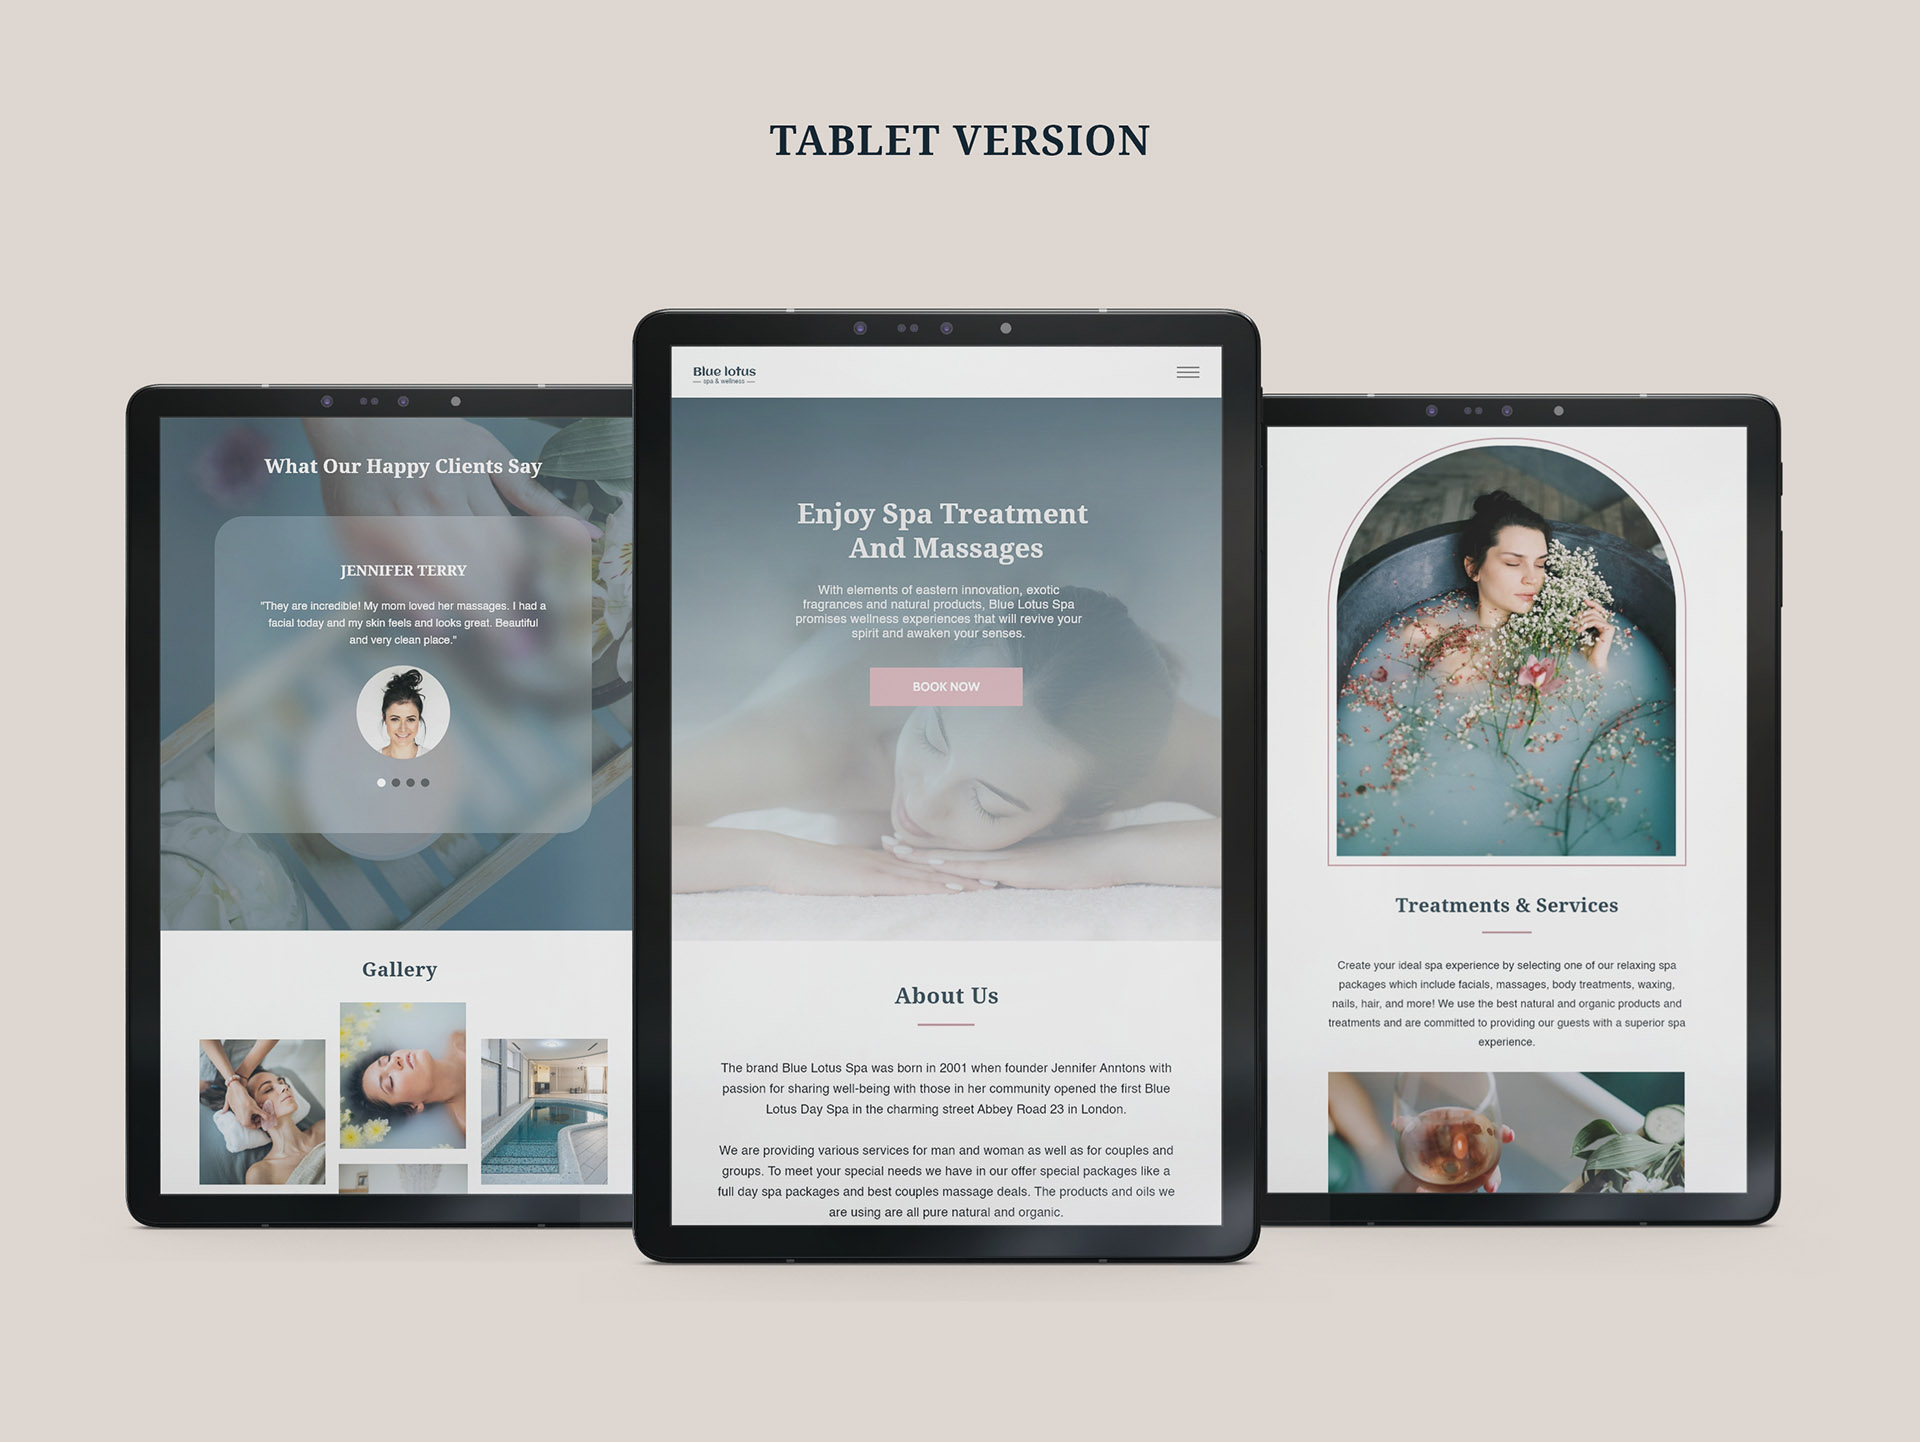 TABLET VERSION
What Our Happy Clients Say
JENNIFER TERRY
"They are incredible! My mom loved her massages. I had a
facial today and my skin feels and looks great. Beautiful
and very clean place."
Gallery
Blue lotus
spa & wellness
Enjoy Spa Treatment
And Massages
With elements of eastern innovation, exotic
fragrances and natural products, Blue Lotus Spa
promises wellness experiences that will revive your
spirit and awaken your senses.
BOOK NOW
About Us
The brand Blue Lotus Spa was born in 2001 when founder Jennifer Anntons with
passion for sharing well-being with those in her community opened the first Blue
Lotus Day Spa in the charming street Abbey Road 23 in London.
We are providing various services for man and woman as well as for couples and
groups. To meet your special needs we have in our offer special packages like a
full day spa packages and best couples massage deals. The products and oils we
are using are all pure natural and organic.
Treatments & Services
Create your ideal spa experience by selecting one of our relaxing spa
packages which include facials, massages, body treatments, waxing,
nails, hair, and more! We use the best natural and organic products and
treatments and are committed to providing our guests with a superior spa
experience.